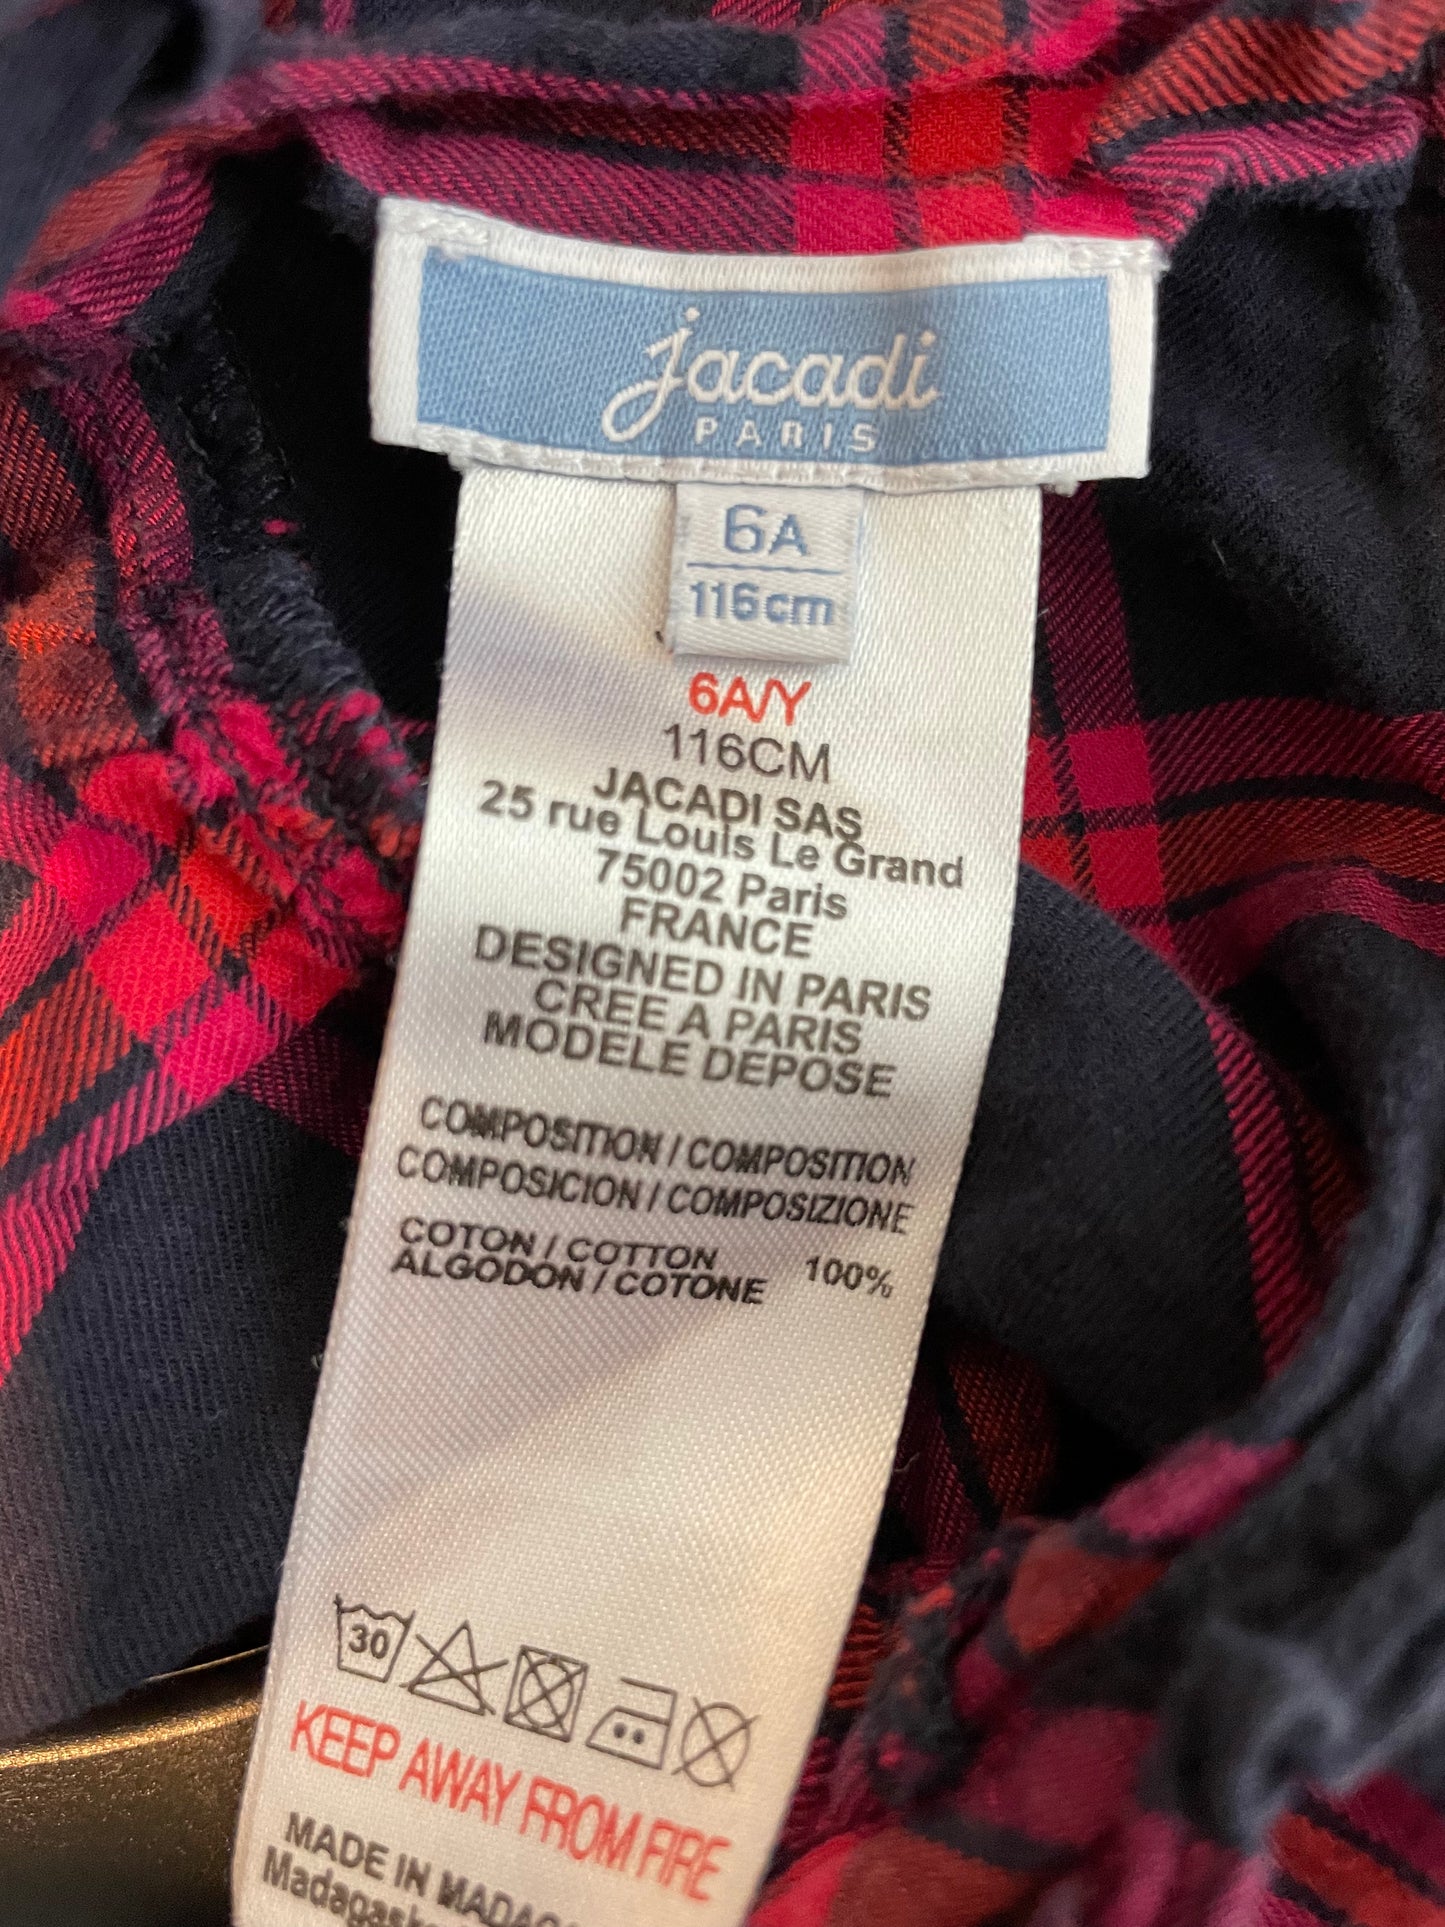 jacadi
PARIS
6A
116cm
6A/Y
116CM
JACADI SAS
25 rue Louis Le Grand
75002 Paris
FRANCE
DESIGNED IN PARIS
CREE A PARIS
MODELE DEPOSE
COMPOSITION / COMPOSITION
COMPOSICION / COMPOSIZIONE
COTON / COTTON
ALGODON / COTONE 100%
30
KEEP AWAY FROM FIRE
MADE IN